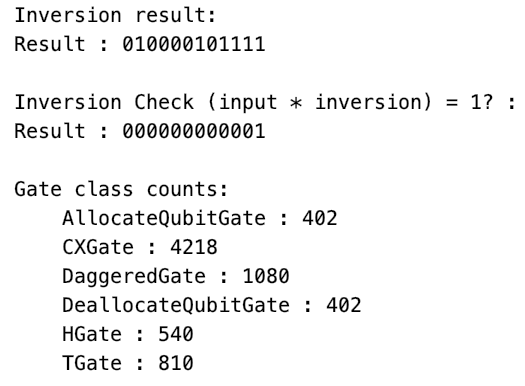 Inversion result:
Result : 010000101111
Inversion Check (input * inversion) = 1? :
Result : 000000000001
Gate class counts:
AllocateQubitGate : 402
CXGate : 4218
DaggeredGate : 1080
DeallocateQubitGate : 402
HGate : 540
TGate : 810